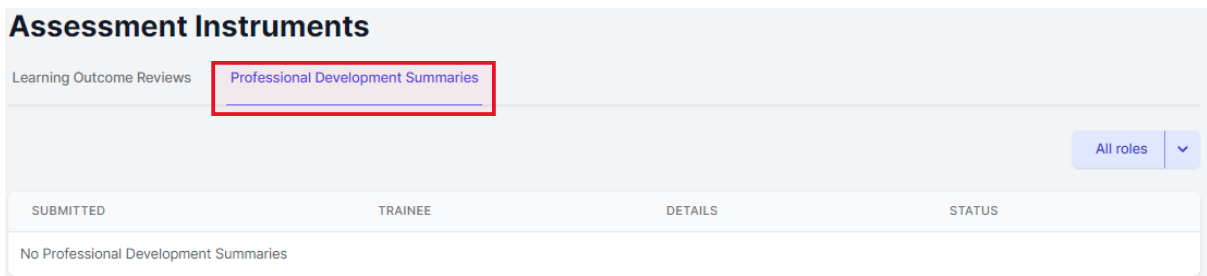 Assessment Instruments
Learning Outcome Reviews Professional Development Summaries
All roles
SUBMITTED TRAINEE DETAILS STATUS
No Professional Development Summaries